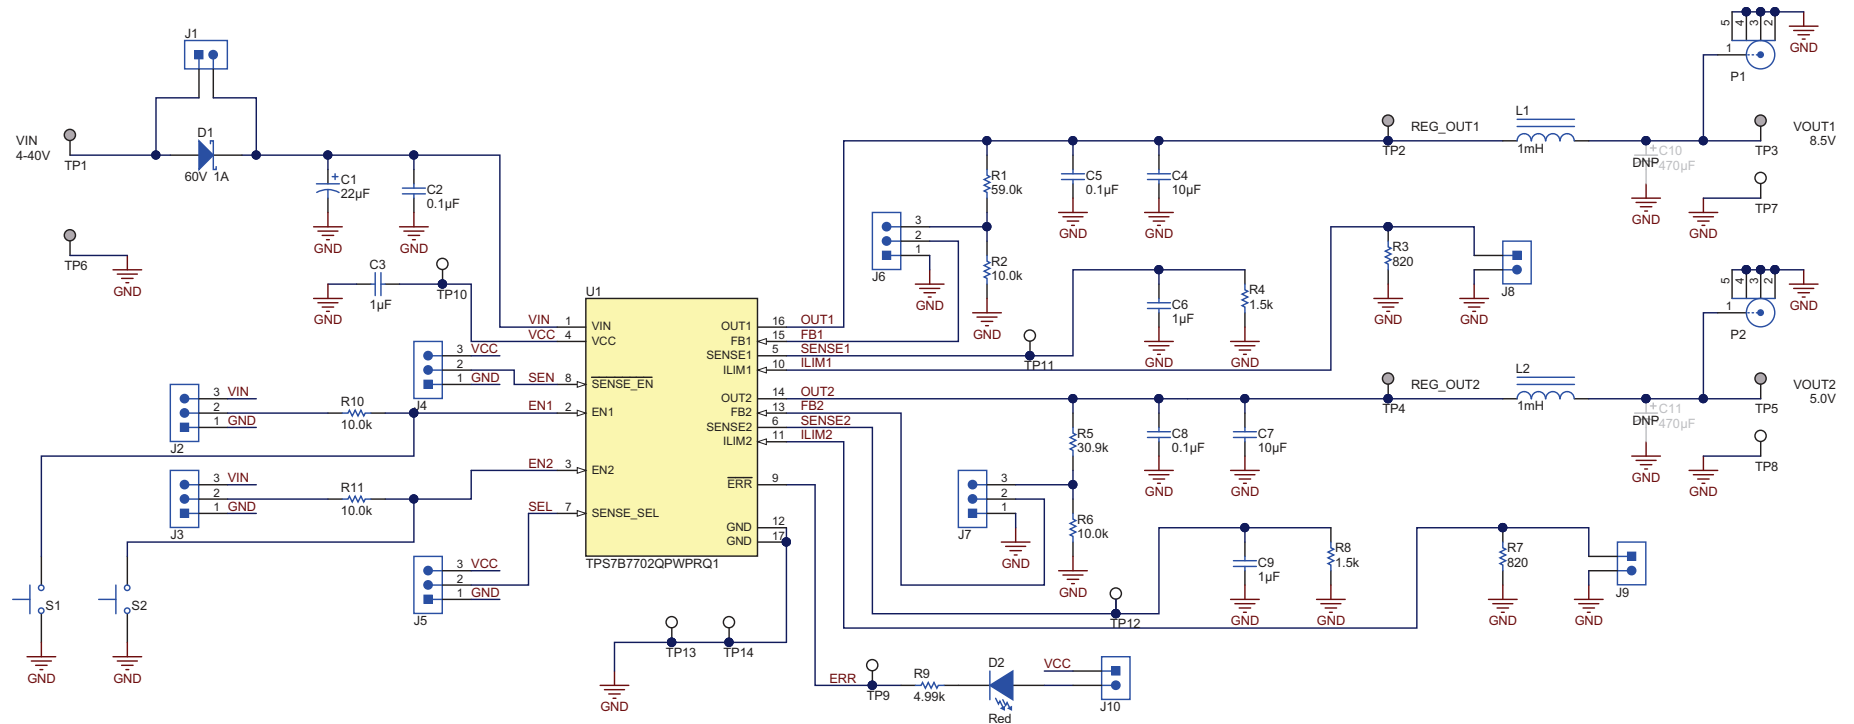 J1
VIN
4-40V
TP1
D1
60V 1A
C1
22µF
GND
C2
0.1µF
GND
TP6
GND
C3
1µF
GND
TP10
VIN
VCC
J4
3 VCC
2
1 GND
SEN
J2
3 VIN
2
1 GND
R10
10.0k
EN1
J3
3 VIN
2
1 GND
R11
10.0k
EN2
SEL
J5
3 VCC
2
1 GND
S1
GND
S2
GND
U1
1 VIN
4 VCC
8 SENSE_EN
2 EN1
3 EN2
7 SENSE_SEL
OUT1 16 OUT1
FB1 15 FB1
SENSE1 5 SENSE1
ILIM1 10 ILIM1
OUT2 14 OUT2
FB2 13 FB2
SENSE2 6 SENSE2
ILIM2 11 ILIM2
ERR 9
GND 12
GND 17
TPS7B7702QPWPRQ1
TP13
TP14
GND
ERR
TP9
R9
4.99k
D2
Red
VCC
J10
J6
3
2
1
GND
R1
59.0k
R2
10.0k
GND
C5
0.1µF
GND
C4
10µF
GND
TP11
C6
1µF
GND
R4
1.5k
GND
TP2
REG_OUT1
L1
1mH
R3
820
GND
J8
GND
C10
DNP
470µF
GND
5 4 3 2
1
P1
GND
VOUT1
8.5V
TP3
TP7
GND
J7
3
2
1
GND
R5
30.9k
R6
10.0k
GND
C8
0.1µF
GND
C7
10µF
GND
TP12
C9
1µF
GND
R8
1.5k
GND
TP4
REG_OUT2
L2
1mH
R7
820
GND
J9
GND
C11
DNP
470µF
GND
5 4 3 2
1
P2
GND
VOUT2
5.0V
TP5
TP8
GND